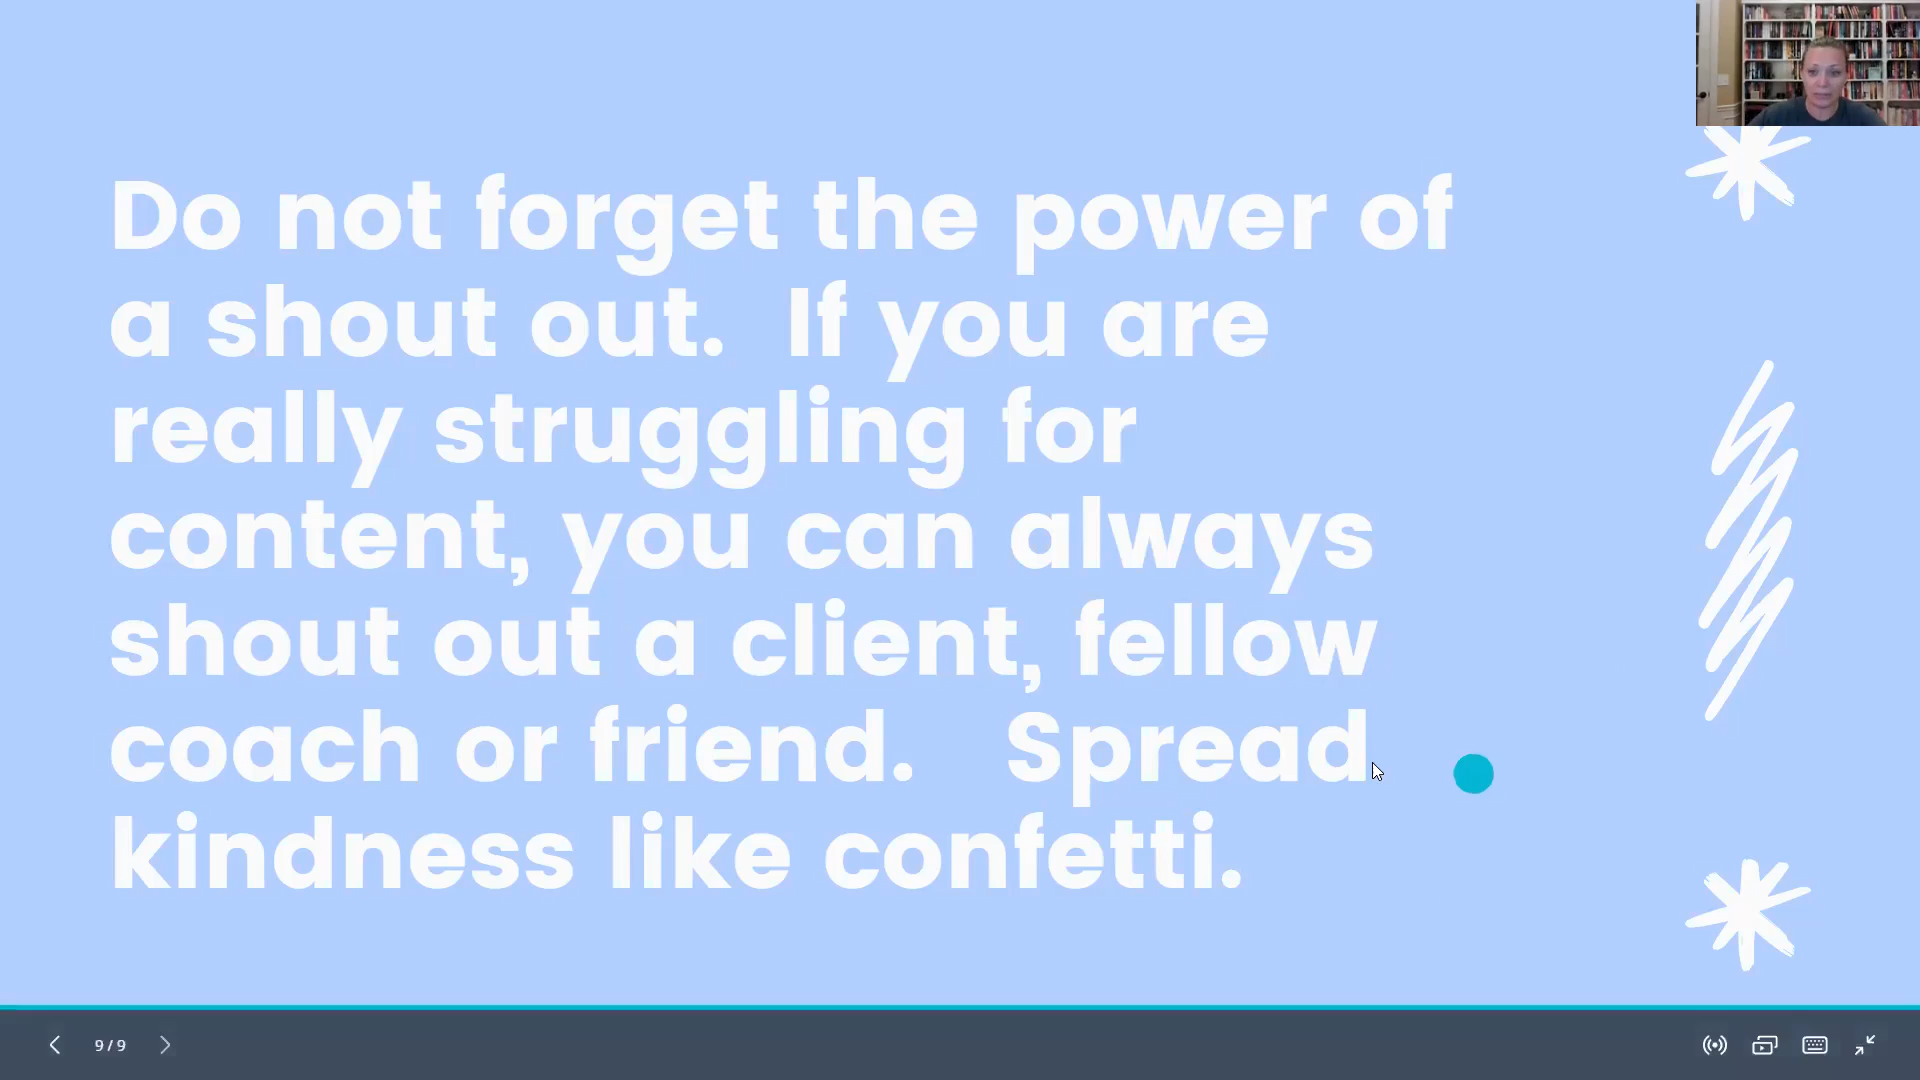 Do not forget the power of
a shout out.  If you are
really struggling for
content, you can always
shout out a client, fellow
coach or friend.   Spread
kindness like confetti.
9/9